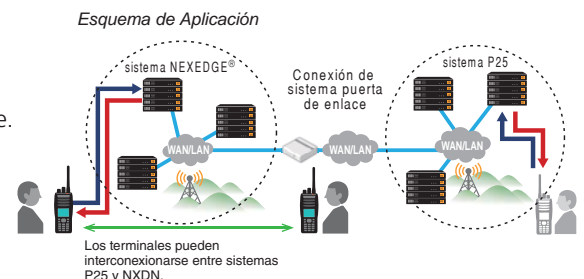 Esquema de Aplicación
sistema NEXEDGE®
Conexión de
sistema puerta
de enlace
sistema P25
e.
WAN/LAN
WAN/LAN
WAN/LAN
Los terminales pueden
interconexionarse entre sistemas
P25 y NXDN.